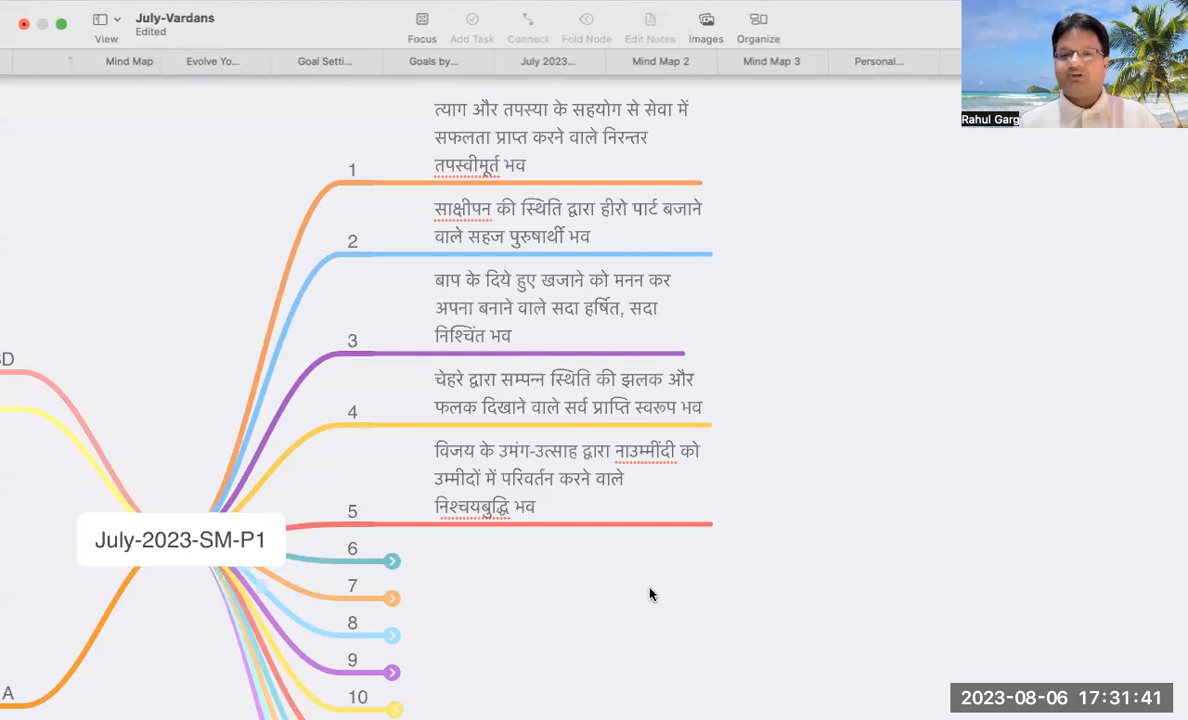 July-Vardans
Edited
View
Focus
Add Task
Connect
Fold Node
Edit Notes
Images
Organize
Mind Map
Evolve Yo...
Goal Setti...
Goals by...
July 2023...
Mind Map 2
Mind Map 3
Personal...
Rahul Garg
त्याग और तपस्या के सहयोग से सेवा में
सफलता प्राप्त करने वाले निरन्तर
1 तपस्वीमूर्त भव
साक्षीपन की स्थिति द्वारा हीरो पार्ट बजाने
2 वाले सहज पुरुषार्थी भव
बाप के दिये हुए खजाने को मनन कर
अपना बनाने वाले सदा हर्षित, सदा
3 निश्चिंत भव
चेहरे द्वारा सम्पन्न स्थिति की झलक और
4 फलक दिखाने वाले सर्व प्राप्ति स्वरूप भव
विजय के उमंग-उत्साह द्वारा नाउम्मींदी को
उम्मीदों में परिवर्तन करने वाले
5 निश्चयबुद्धि भव
July-2023-SM-P1
6
7
8
9
10
A
2023-08-06 17:31:41